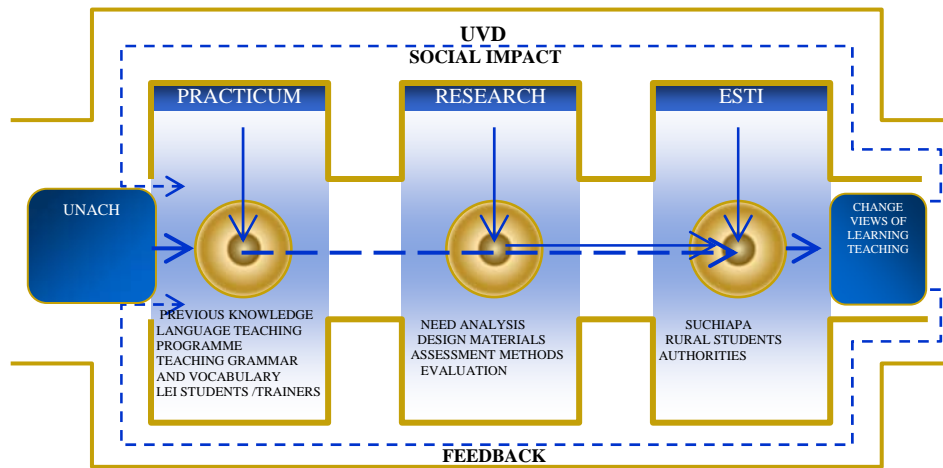 UVD
SOCIAL IMPACT
PRACTICUM
RESEARCH
ESTI
UNACH
CHANGE
VIEWS OF
LEARNING
TEACHING
PREVIOUS KNOWLEDGE
LANGUAGE TEACHING
PROGRAMME
TEACHING GRAMMAR
AND VOCABULARY
LEI STUDENTS /TRAINERS
NEED ANALYSIS
DESIGN MATERIALS
ASSESSMENT METHODS
EVALUATION
SUCHIAPA
RURAL STUDENTS
AUTHORITIES
FEEDBACK